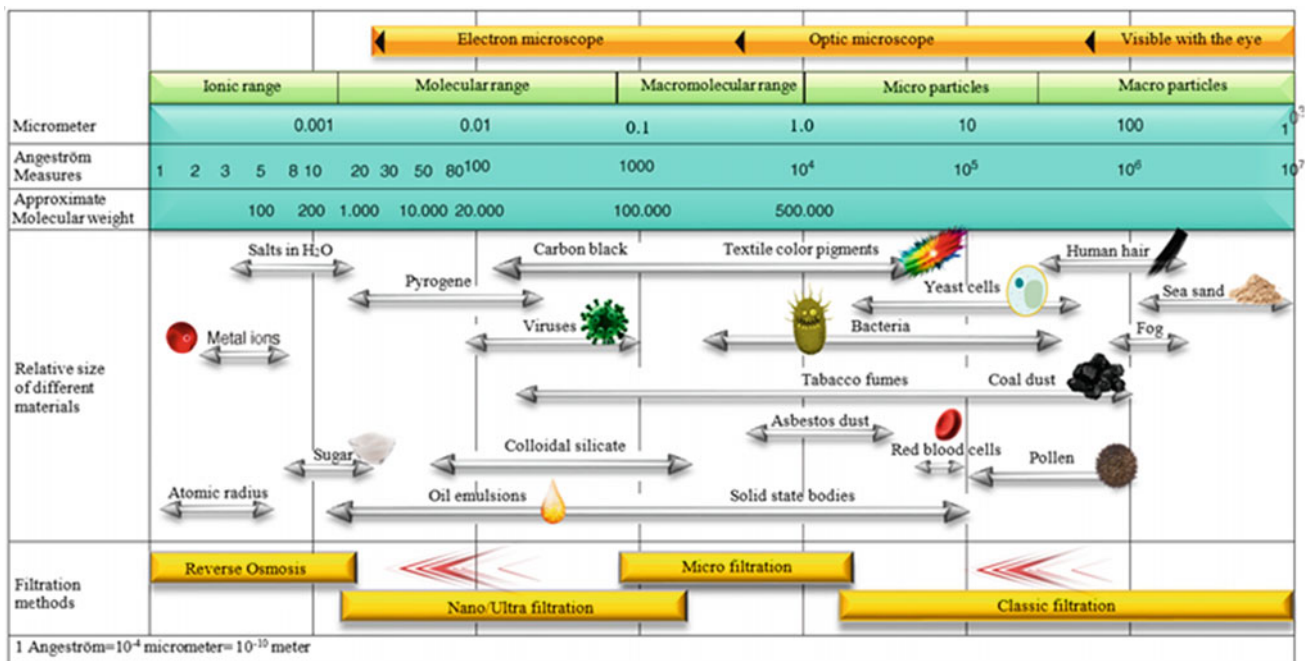 Electron microscope Optic microscope Visible with the eye
Ionic range Molecular range Macromolecular range Micro particles Macro particles
Micrometer 0.001 0.01 0.1 1.0 10 100 1 0³
Angeström
Measures
1 2 3 5 8 10 20 30 50 80 100 1000 10⁴ 10⁵ 10⁶ 10⁷
Approximate
Molecular weight
100 200 1.000 10.000 20.000 100.000 500.000
Relative size
of different
materials
Salts in H₂O Carbon black Textile color pigments Human hair
Pyrogene Yeast cells Sea sand
Metal ions Viruses Bacteria Fog
Tabacco fumes Coal dust
Asbestos dust
Sugar Colloidal silicate Red blood cells Pollen
Atomic radius Oil emulsions Solid state bodies
Filtration
methods
Reverse Osmosis Micro filtration
Nano/Ultra filtration Classic filtration
1 Angeström=10⁻⁴ micrometer= 10⁻¹⁰ meter